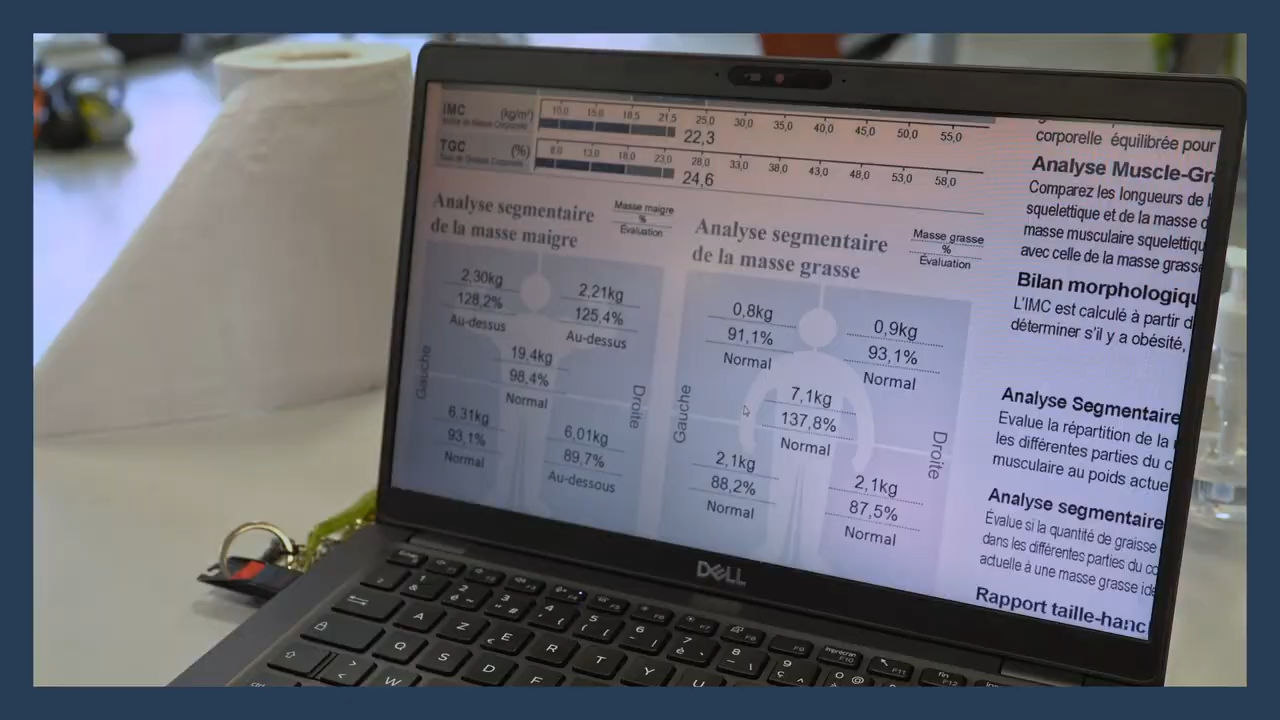 IMC (kg/m²) 10,0 15,0 18,5 21,5 25,0 30,0 35,0 40,0 45,0 50,0 55,0
22,3
TGC (%) 8,0 13,0 18,0 23,0 28,0 33,0 38,0 43,0 48,0 53,0 58,0
24,6
Analyse segmentaire
de la masse maigre
Masse maigre
%
Évaluation
2,30kg
128,2%
Au-dessus
2,21kg
125,4%
Au-dessus
19,4kg
98,4%
Normal
Gauche
Droite
6,31kg
93,1%
Normal
6,01kg
89,7%
Au-dessous
Analyse segmentaire
de la masse grasse
Masse grasse
%
Évaluation
0,8kg
91,1%
Normal
0,9kg
93,1%
Normal
7,1kg
137,8%
Normal
Gauche
Droite
2,1kg
88,2%
Normal
2,1kg
87,5%
Normal
corporelle équilibrée pour
Analyse Muscle-Gra
Comparez les longueurs de
squelettique et de la masse
masse musculaire squelettiqu
avec celle de la masse grasse
Bilan morphologiqu
L'IMC est calculé à partir d
déterminer s'il y a obésité,
Analyse Segmentaire
Evalue la répartition de la
les différentes parties du c
musculaire au poids actue
Analyse segmentaire
Évalue si la quantité de graisse
dans les différentes parties du co
actuelle à une masse grasse idé
Rapport taille-hanc
DELL
A Z E R T Y U
Q S D F
W